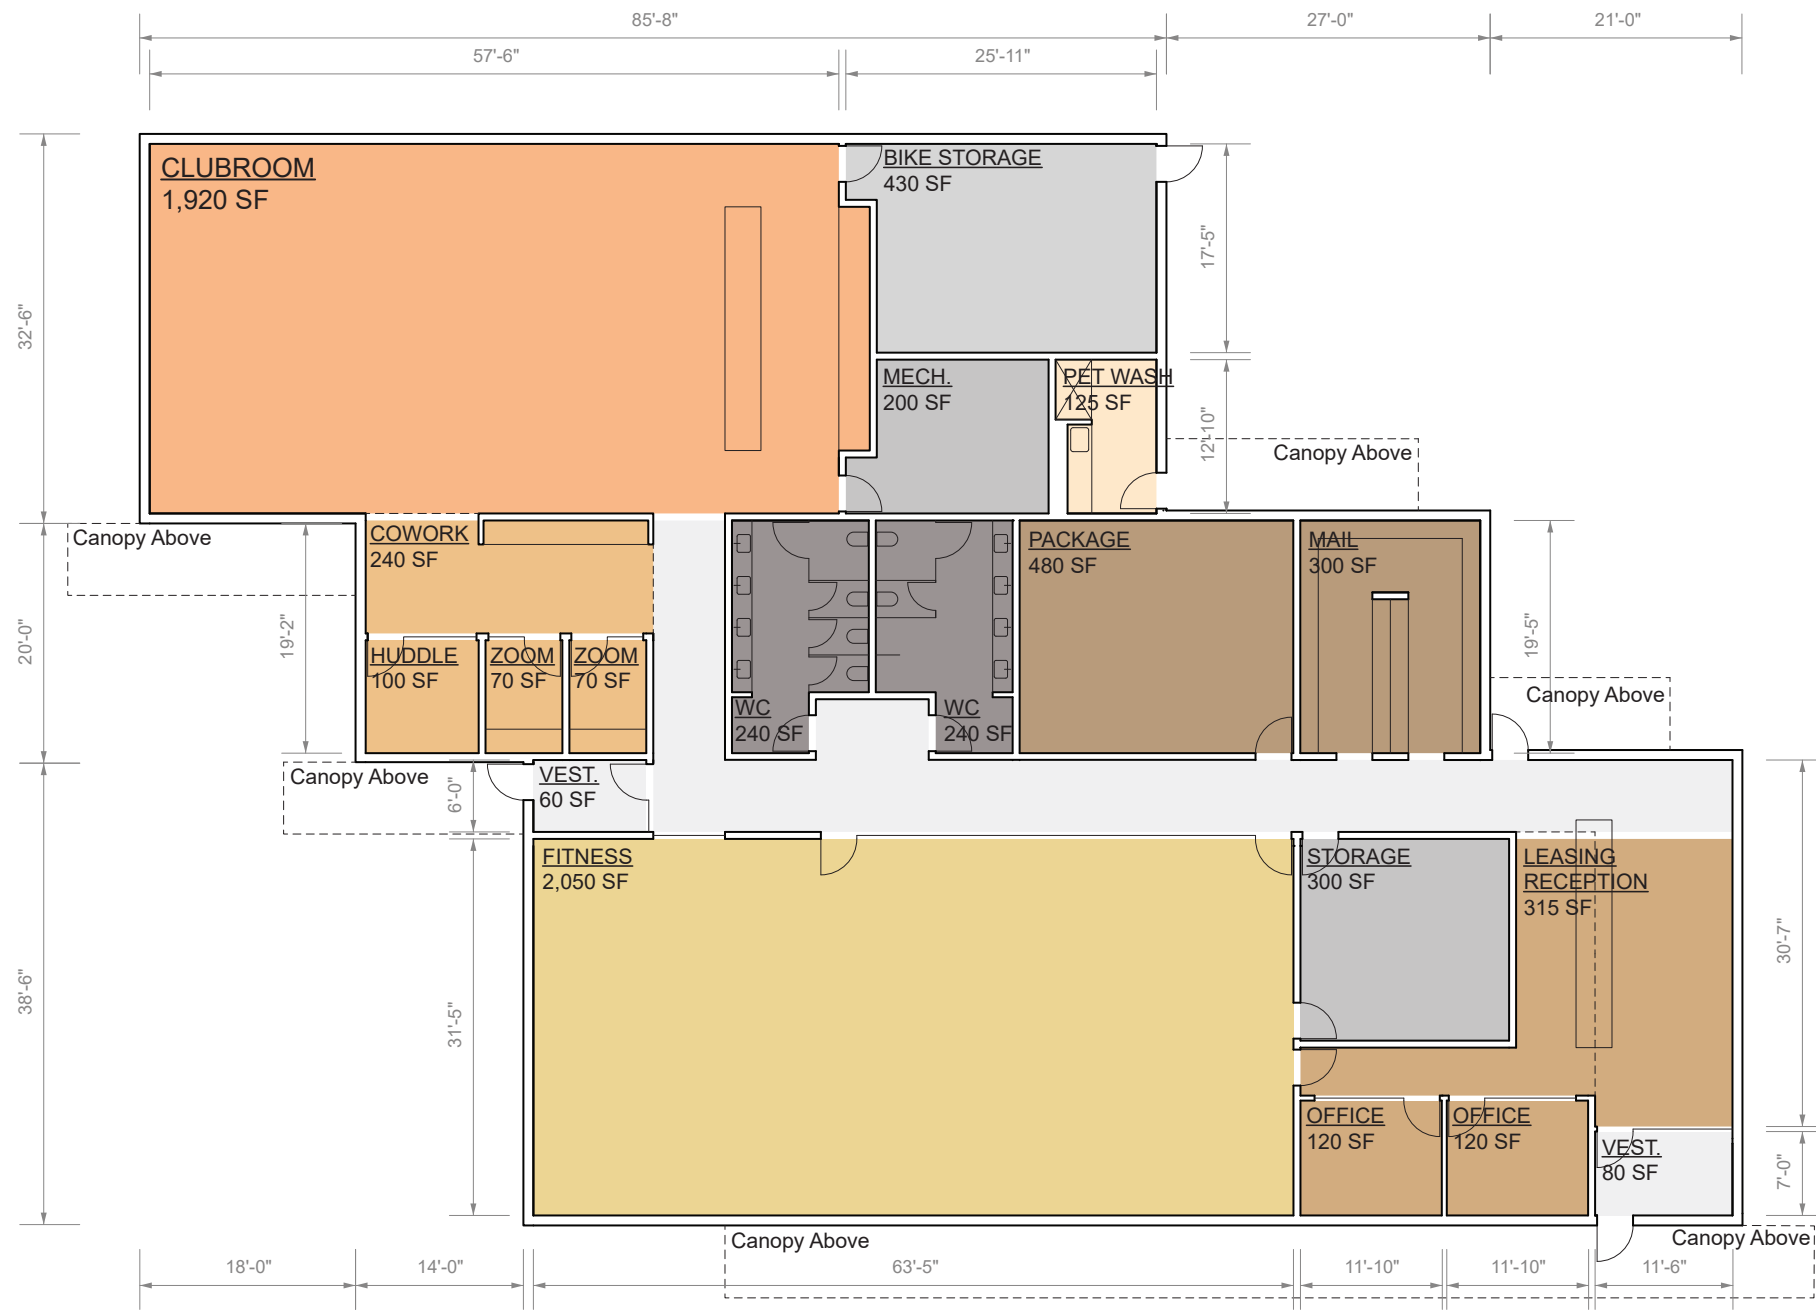 85'-8"
27'-0"
21'-0"
57'-6"
25'-11"
CLUBROOM
1,920 SF
BIKE STORAGE
430 SF
17'-5"
32'-6"
MECH.
200 SF
PET WASH
125 SF
12'-10"
Canopy Above
Canopy Above
COWORK
240 SF
PACKAGE
480 SF
MAIL
300 SF
20'-0"
19'-2"
19'-5"
HUDDLE
100 SF
ZOOM
70 SF
ZOOM
70 SF
WC
240 SF
WC
240 SF
Canopy Above
Canopy Above
VEST.
60 SF
6'-0"
FITNESS
2,050 SF
STORAGE
300 SF
LEASING
RECEPTION
315 SF
30'-7"
38'-6"
31'-5"
OFFICE
120 SF
OFFICE
120 SF
VEST.
80 SF
7'-0"
Canopy Above
Canopy Above
18'-0"
14'-0"
63'-5"
11'-10"
11'-10"
11'-6"